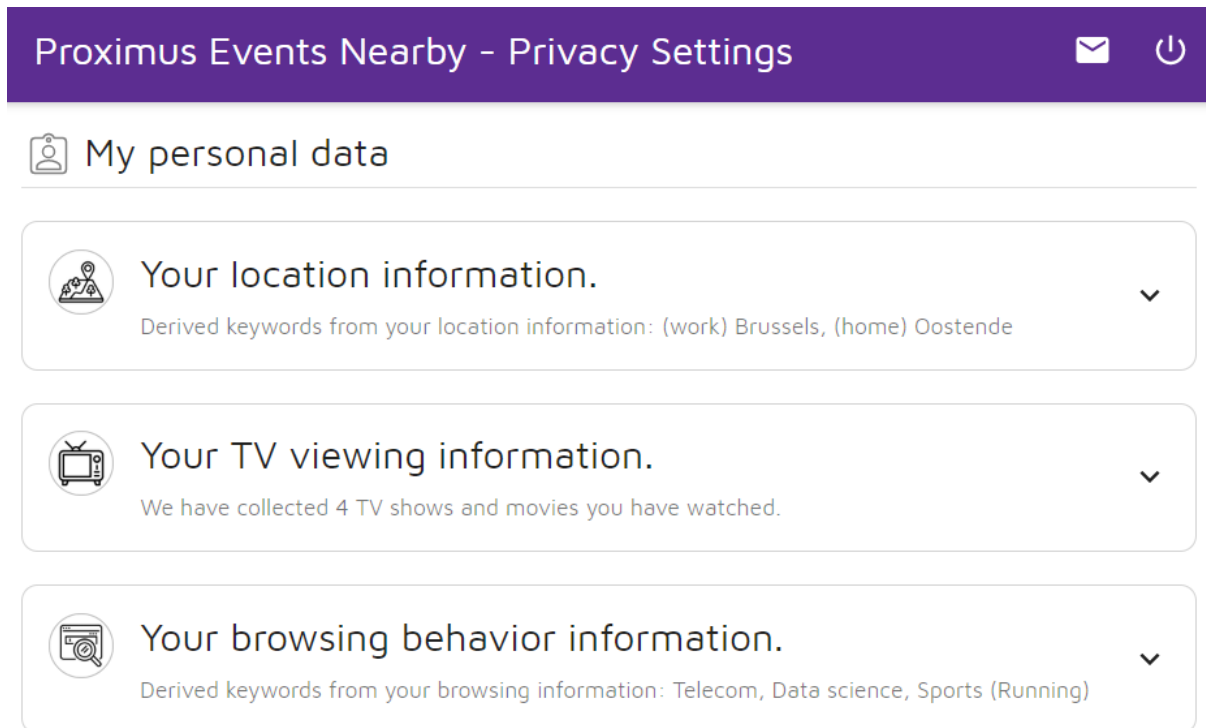 Proximus Events Nearby - Privacy Settings
My personal data
Your location information.
Derived keywords from your location information: (work) Brussels, (home) Oostende
Your TV viewing information.
We have collected 4 TV shows and movies you have watched.
Your browsing behavior information.
Derived keywords from your browsing information: Telecom, Data science, Sports (Running)